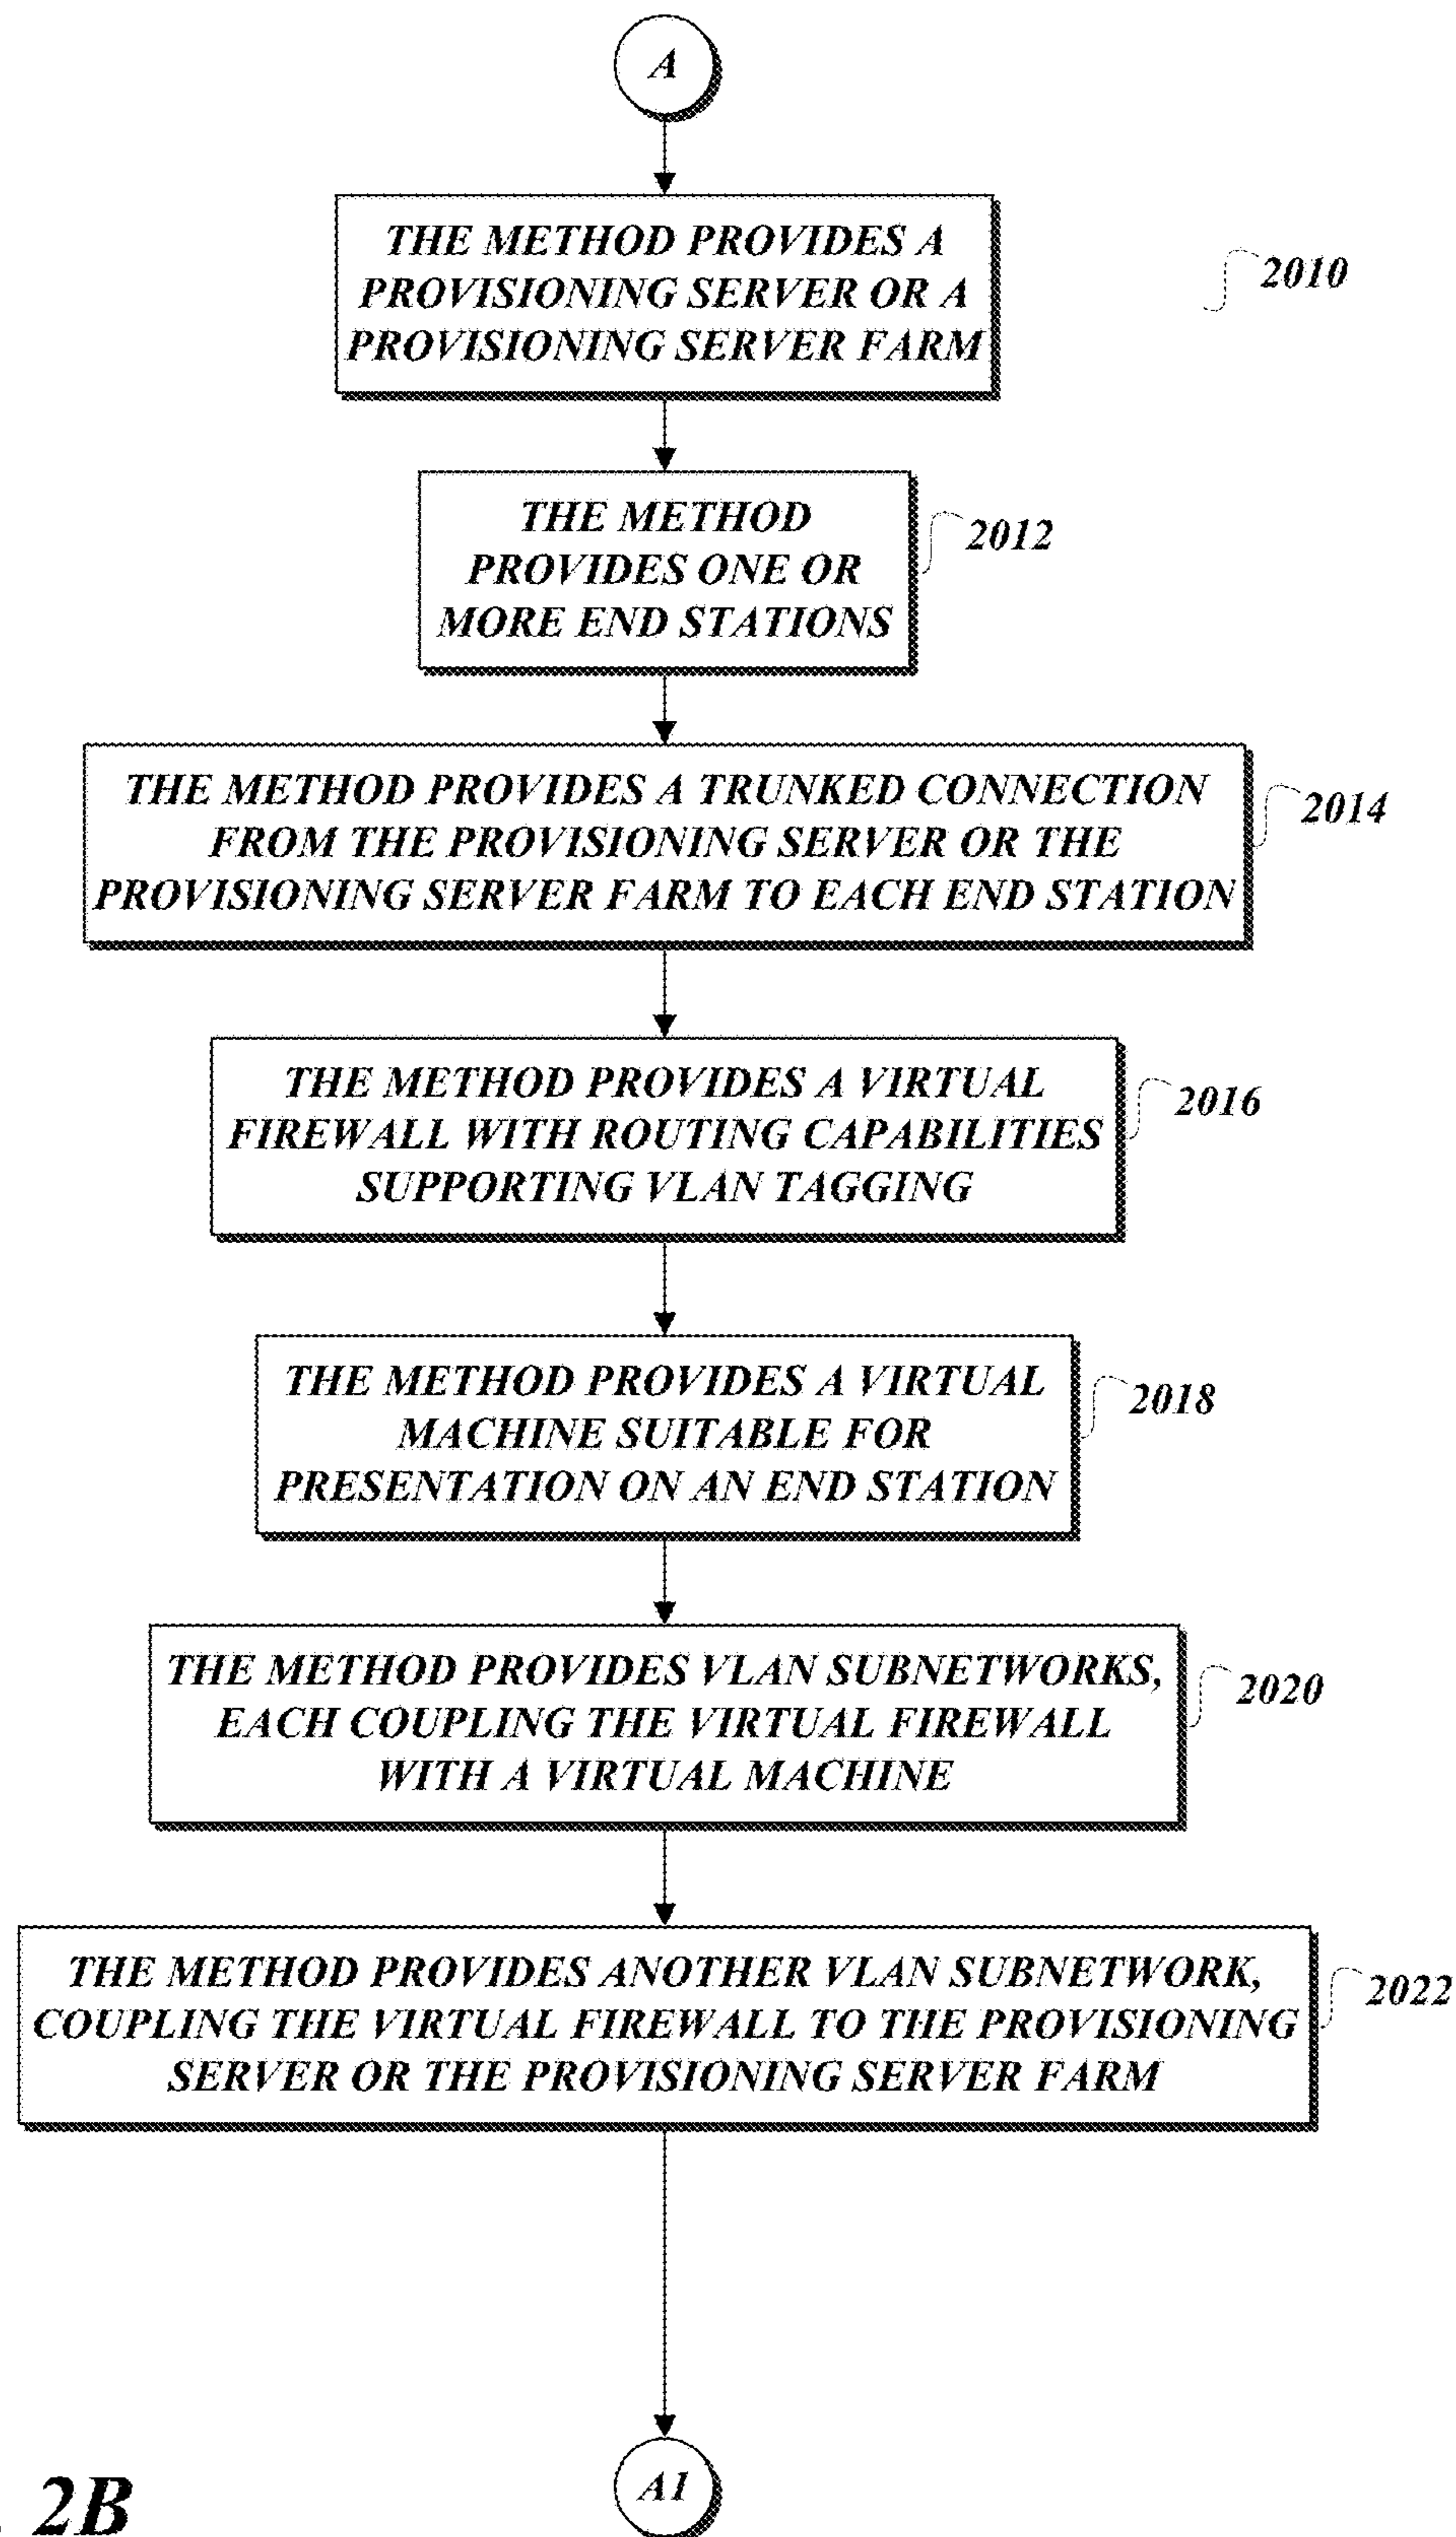 A
THE METHOD PROVIDES A
PROVISIONING SERVER OR A
PROVISIONING SERVER FARM
2010
THE METHOD
PROVIDES ONE OR
MORE END STATIONS
2012
THE METHOD PROVIDES A TRUNKED CONNECTION
FROM THE PROVISIONING SERVER OR THE
PROVISIONING SERVER FARM TO EACH END STATION
2014
THE METHOD PROVIDES A VIRTUAL
FIREWALL WITH ROUTING CAPABILITIES
SUPPORTING VLAN TAGGING
2016
THE METHOD PROVIDES A VIRTUAL
MACHINE SUITABLE FOR
PRESENTATION ON AN END STATION
2018
THE METHOD PROVIDES VLAN SUBNETWORKS,
EACH COUPLING THE VIRTUAL FIREWALL
WITH A VIRTUAL MACHINE
2020
THE METHOD PROVIDES ANOTHER VLAN SUBNETWORK,
COUPLING THE VIRTUAL FIREWALL TO THE PROVISIONING
SERVER OR THE PROVISIONING SERVER FARM
2022
A1
2B